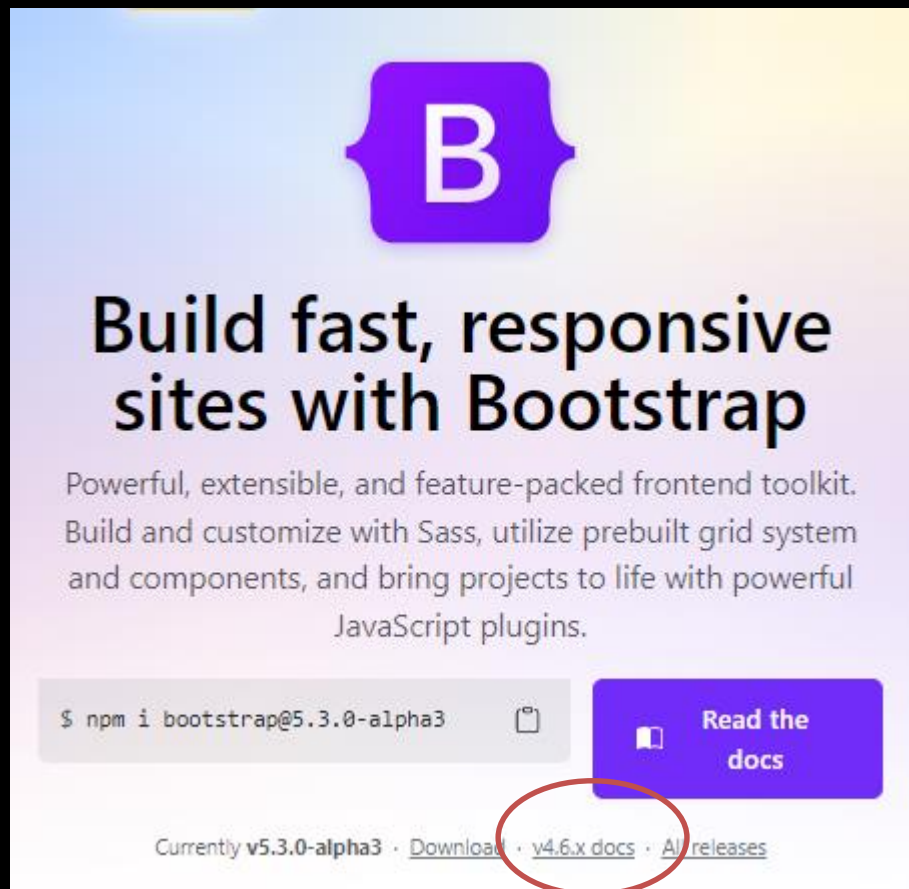 B
Build fast, responsive
sites with Bootstrap
Powerful, extensible, and feature-packed frontend toolkit.
Build and customize with Sass, utilize prebuilt grid system
and components, and bring projects to life with powerful
JavaScript plugins.
$ npm i bootstrap@5.3.0-alpha3
Read the
docs
Currently v5.3.0-alpha3 · Download · v4.6.x docs · All releases